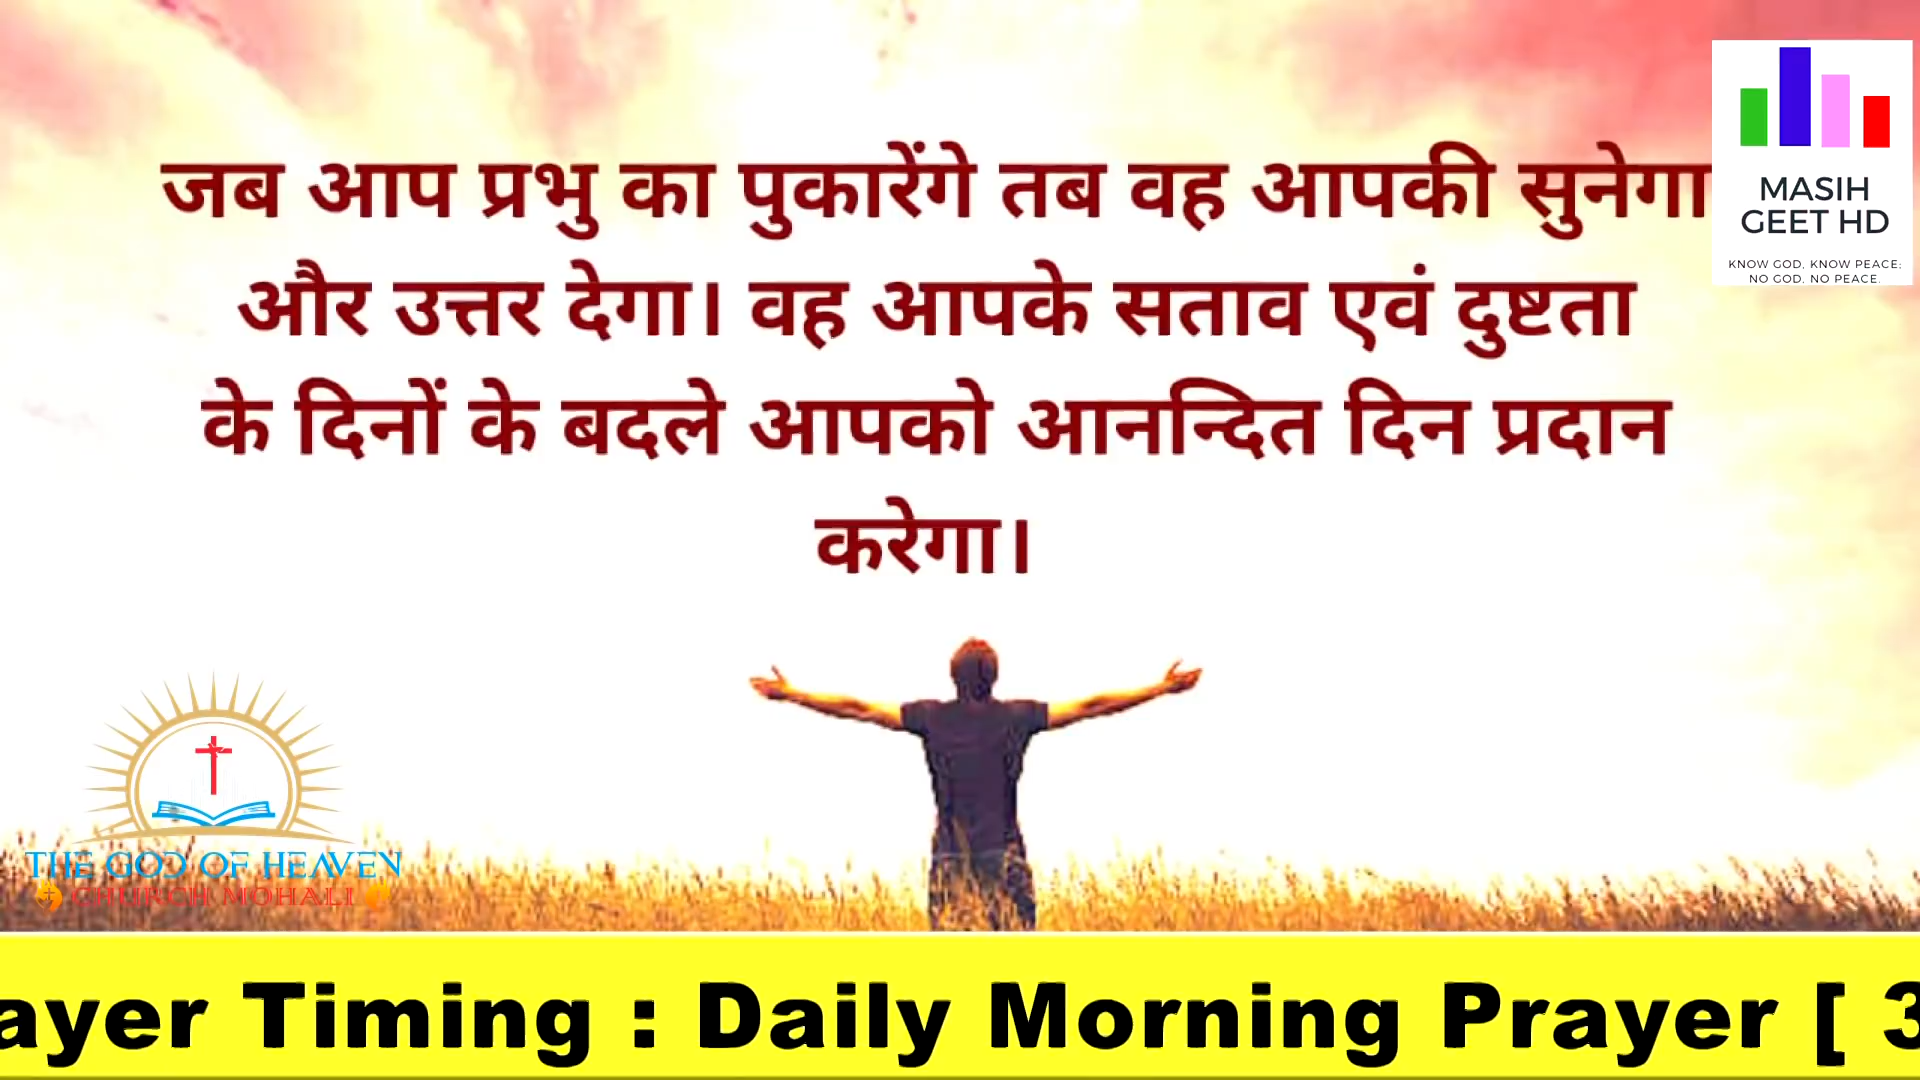 जब आप प्रभु का पुकारेंगे तब वह आपकी सुनेगा
और उत्तर देगा। वह आपके सताव एवं दुष्टता
के दिनों के बदले आपको आनन्दित दिन प्रदान
करेगा।
MASIH
GEET HD
KNOW GOD, KNOW PEACE;
NO GOD, NO PEACE.
THE GOD OF HEAVEN
CHURCH MOHALI
ayer Timing : Daily Morning Prayer [ 3